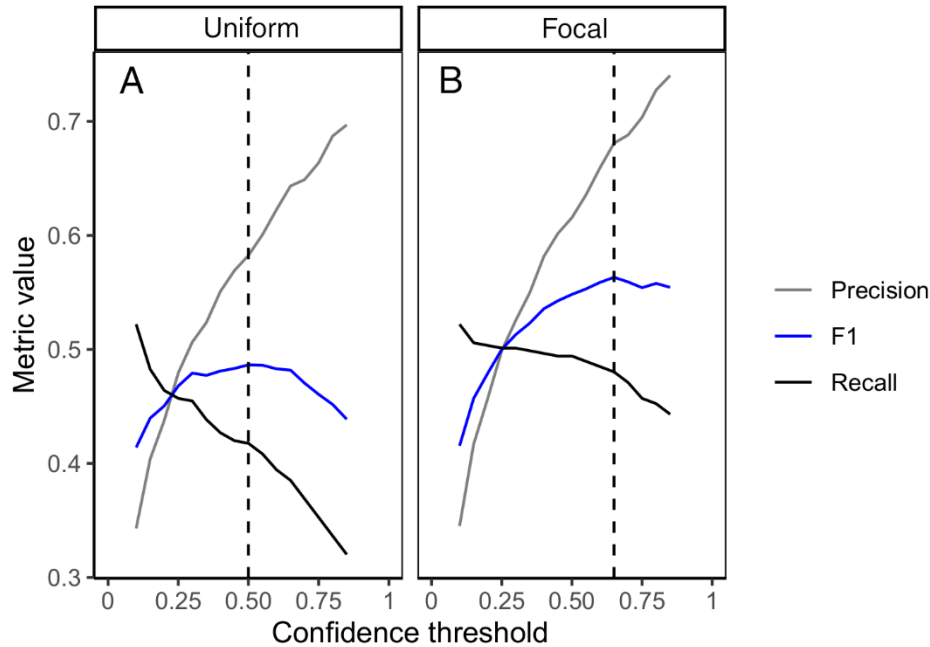 Uniform
Focal
A
B
Metric value
0.7
0.6
0.5
0.4
0.3
0 0.25 0.50 0.75 1
0 0.25 0.50 0.75 1
Confidence threshold
Precision
F1
Recall